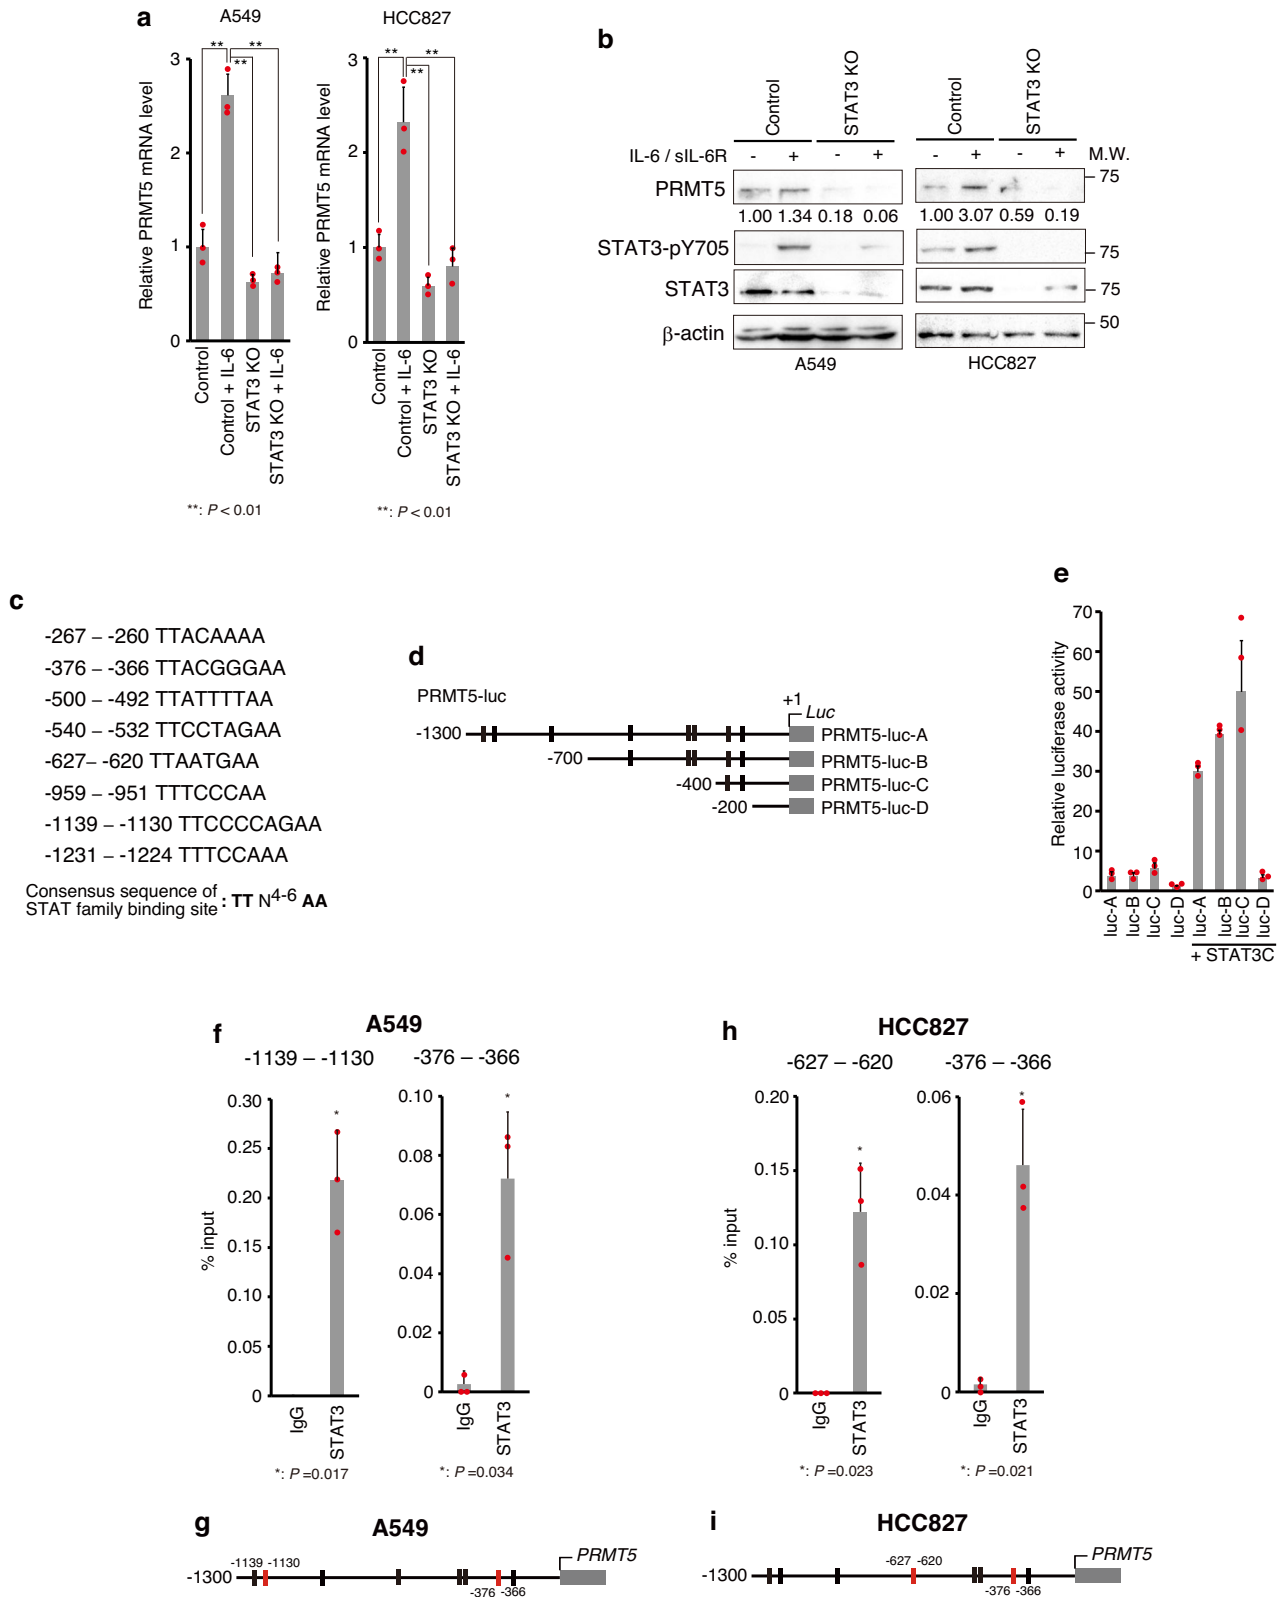 a
A549
HCC827
Relative PRMT5 mRNA level
3
2
1
0
**
**
**
Control
Control + IL-6
STAT3 KO
STAT3 KO + IL-6
**: P < 0.01
Relative PRMT5 mRNA level
3
2
1
0
**
**
**
Control
Control + IL-6
STAT3 KO
STAT3 KO + IL-6
**: P < 0.01
b
Control
STAT3 KO
Control
STAT3 KO
IL-6 / sIL-6R - + - + - + - + M.W.
PRMT5 75
1.00 1.34 0.18 0.06 1.00 3.07 0.59 0.19
STAT3-pY705 75
STAT3 75
β-actin 50
A549 HCC827
c
-267 – -260 TTACAAAA
-376 – -366 TTACGGGAA
-500 – -492 TTATTTTAA
-540 – -532 TTCCTAGAA
-627– -620 TTAATGAA
-959 – -951 TTTCCCAA
-1139 – -1130 TTCCCCAGAA
-1231 – -1224 TTTCCAAA
Consensus sequence of
STAT family binding site : TT N4-6 AA
d
PRMT5-luc
+1
Luc
-1300 PRMT5-luc-A
-700 PRMT5-luc-B
-400 PRMT5-luc-C
-200 PRMT5-luc-D
e
Relative luciferase activity
70
60
50
40
30
20
10
0
luc-A
luc-B
luc-C
luc-D
luc-A
luc-B
luc-C
luc-D
+ STAT3C
f
A549
-1139 – -1130
% input
0.30
0.25
0.20
0.15
0.10
0.05
0
*
IgG
STAT3
*: P =0.017
-376 – -366
0.10
0.08
0.06
0.04
0.02
0
*
IgG
STAT3
*: P =0.034
h
HCC827
-627 – -620
% input
0.20
0.15
0.10
0.05
0
*
IgG
STAT3
*: P =0.023
-376 – -366
0.06
0.04
0.02
0
*
IgG
STAT3
*: P =0.021
g
A549
-1139 -1130
PRMT5
-1300
-376 -366
i
HCC827
-627 -620
PRMT5
-1300
-376 -366